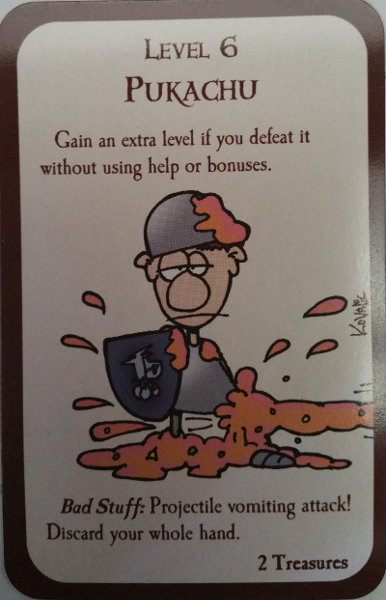 LEVEL 6
PUKACHU
Gain an extra level if you defeat it
without using help or bonuses.
KOVALIC
Bad Stuff: Projectile vomiting attack!
Discard your whole hand.
2 Treasures